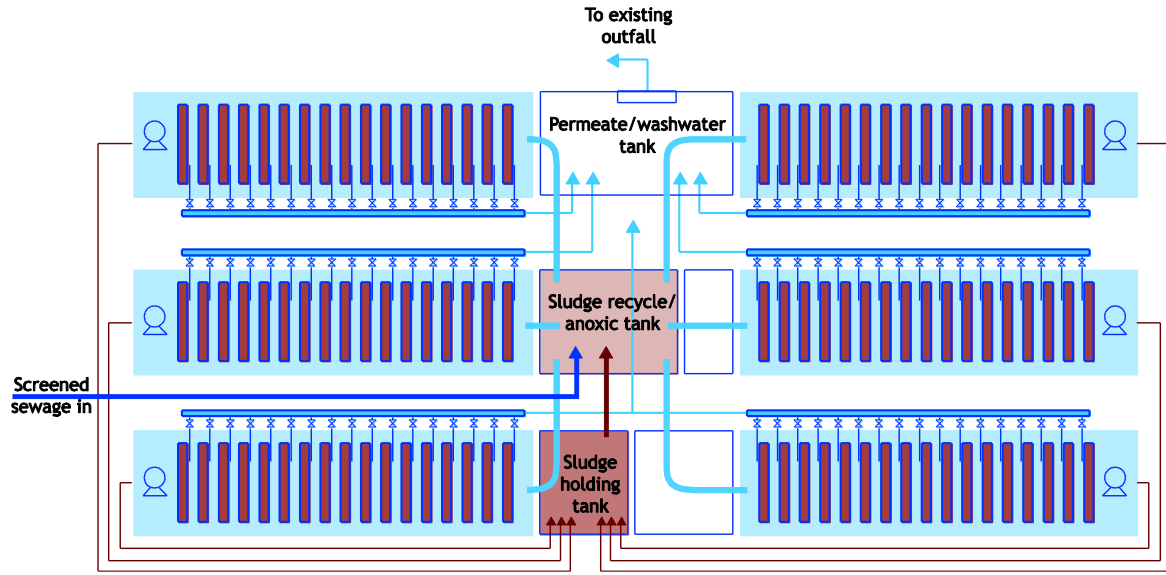 To existing
outfall
Permeate/washwater
tank
Sludge recycle/
anoxic tank
Screened
sewage in
Sludge
holding
tank